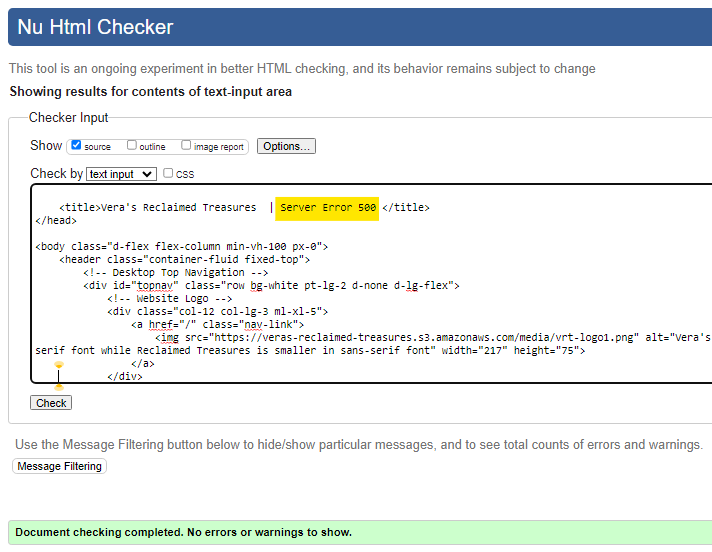 Nu Html Checker
This tool is an ongoing experiment in better HTML checking, and its behavior remains subject to change
Showing results for contents of text-input area
Checker Input
Show source outline image report Options...
Check by text input css
<title>Vera's Reclaimed Treasures | Server Error 500 </title>
</head>
<body class="d-flex flex-column min-vh-100 px-0">
<header class="container-fluid fixed-top">
<!-- Desktop Top Navigation -->
<div id="topnav" class="row bg-white pt-lg-2 d-none d-lg-flex">
<!-- Website Logo -->
<div class="col-12 col-lg-3 ml-xl-5">
<a href="/" class="nav-link">
<img src="https://veras-reclaimed-treasures.s3.amazonaws.com/media/vrt-logo1.png" alt="Vera's
serif font while Reclaimed Treasures is smaller in sans-serif font" width="217" height="75">
</a>
</div>
Check
Use the Message Filtering button below to hide/show particular messages, and to see total counts of errors and warnings.
Message Filtering
Document checking completed. No errors or warnings to show.